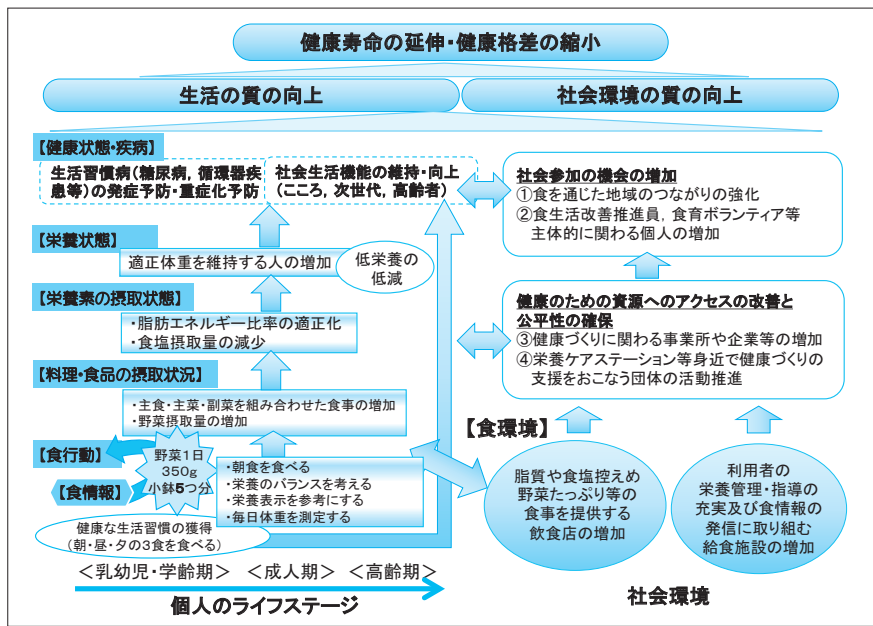 健康寿命の延伸・健康格差の縮小
生活の質の向上
社会環境の質の向上
【健康状態・疾病】
生活習慣病(糖尿病, 循環器疾
患等)の発症予防・重症化予防
社会生活機能の維持・向上
(こころ, 次世代, 高齢者)
【栄養状態】
適正体重を維持する人の増加
低栄養の
低減
【栄養素の摂取状態】
・脂肪エネルギー比率の適正化
・食塩摂取量の減少
【料理・食品の摂取状況】
・主食・主菜・副菜を組み合わせた食事の増加
・野菜摂取量の増加
【食行動】
【食情報】
野菜1日
350g
小鉢5つ分
・朝食を食べる
・栄養のバランスを考える
・栄養表示を参考にする
・毎日体重を測定する
健康な生活習慣の獲得
(朝・昼・夕の3食を食べる)
<乳幼児・学齢期>
<成人期>
<高齢期>
個人のライフステージ
社会参加の機会の増加
①食を通じた地域のつながりの強化
②食生活改善推進員, 食育ボランティア等
主体的に関わる個人の増加
健康のための資源へのアクセスの改善と
公平性の確保
③健康づくりに関わる事業所や企業等の増加
④栄養ケアステーション等身近で健康づくりの
支援をおこなう団体の活動推進
【食環境】
脂質や食塩控えめ
野菜たっぷり等の
食事を提供する
飲食店の増加
利用者の
栄養管理・指導の
充実及び食情報の
発信に取り組む
給食施設の増加
社会環境